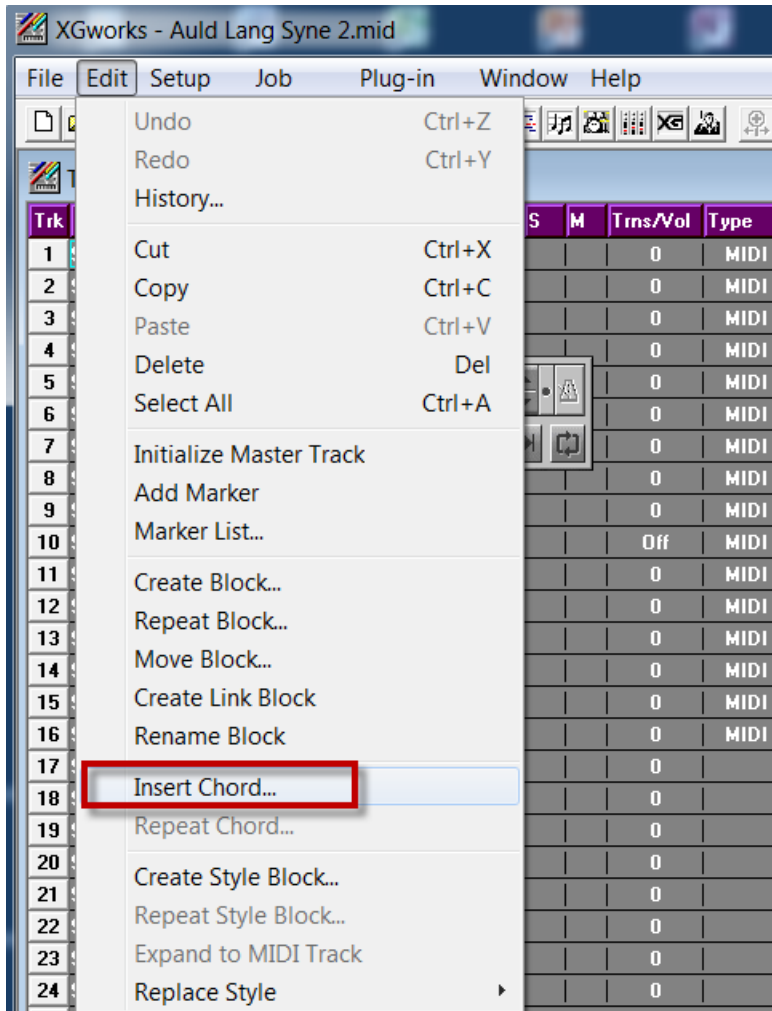 XGworks - Auld Lang Syne 2.mid
File Edit Setup Job Plug-in Window Help
Undo Ctrl+Z
Redo Ctrl+Y
History...
Cut Ctrl+X
Copy Ctrl+C
Paste Ctrl+V
Delete Del
Select All Ctrl+A
Initialize Master Track
Add Marker
Marker List...
Create Block...
Repeat Block...
Move Block...
Create Link Block
Rename Block
Insert Chord...
Repeat Chord...
Create Style Block...
Repeat Style Block...
Expand to MIDI Track
Replace Style
XG
Trk S M Trns/Vol Type
1 0 MIDI
2 0 MIDI
3 0 MIDI
4 0 MIDI
5 0 MIDI
6 0 MIDI
7 0 MIDI
8 0 MIDI
9 0 MIDI
10 Off MIDI
11 0 MIDI
12 0 MIDI
13 0 MIDI
14 0 MIDI
15 0 MIDI
16 0 MIDI
17 0
18 0
19 0
20 0
21 0
22 0
23 0
24 0